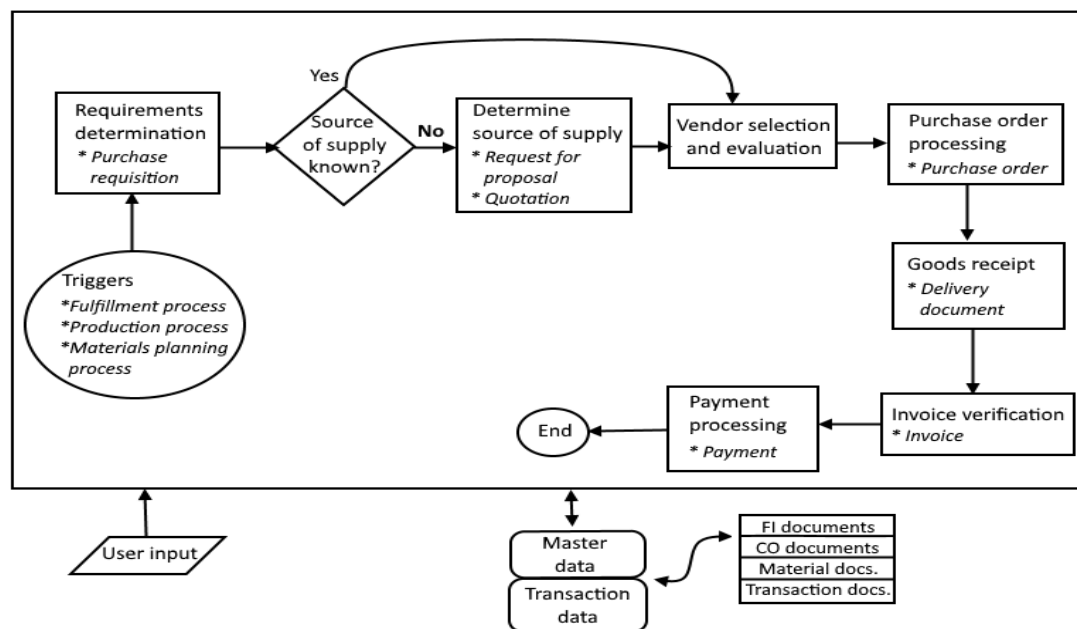 Yes
Requirements
determination
* Purchase
requisition
Source
of supply
known?
No
Determine
source of supply
* Request for
proposal
* Quotation
Vendor selection
and evaluation
Purchase order
processing
* Purchase order
Triggers
*Fulfillment process
*Production process
*Materials planning
process
Goods receipt
* Delivery
document
Invoice verification
* Invoice
Payment
processing
* Payment
End
User input
Master
data
Transaction
data
FI documents
CO documents
Material docs.
Transaction docs.